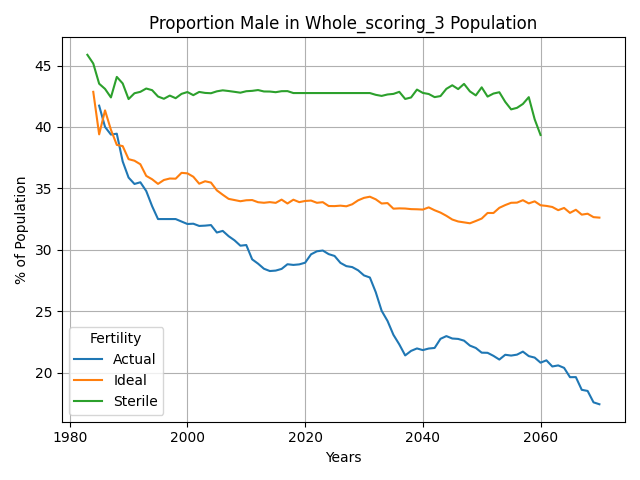 Proportion Male in Whole_scoring_3 Population
% of Population
45
40
35
30
25
20
Fertility
Actual
Ideal
Sterile
1980
2000
2020
2040
2060
Years